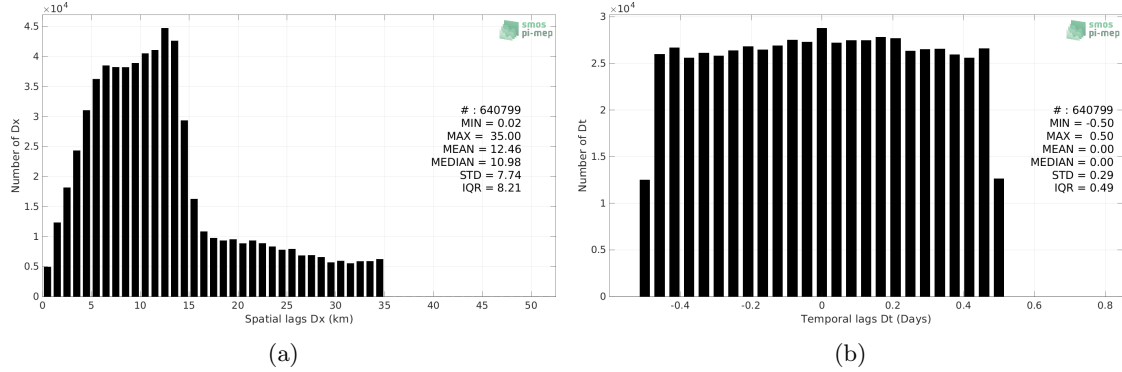 ×10⁴
4.5
4
3.5
3
2.5
2
1.5
1
0.5
0
Number of Dx
smos
pi-mep
# : 640799
MIN = 0.02
MAX = 35.00
MEAN = 12.46
MEDIAN = 10.98
STD = 7.74
IQR = 8.21
0 5 10 15 20 25 30 35 40 45 50
Spatial lags Dx (km)
(a)
×10⁴
3
2.5
2
1.5
1
0.5
0
Number of Dt
smos
pi-mep
# : 640799
MIN = -0.50
MAX = 0.50
MEAN = 0.00
MEDIAN = 0.00
STD = 0.29
IQR = 0.49
-0.4 -0.2 0 0.2 0.4 0.6 0.8
Temporal lags Dt (Days)
(b)